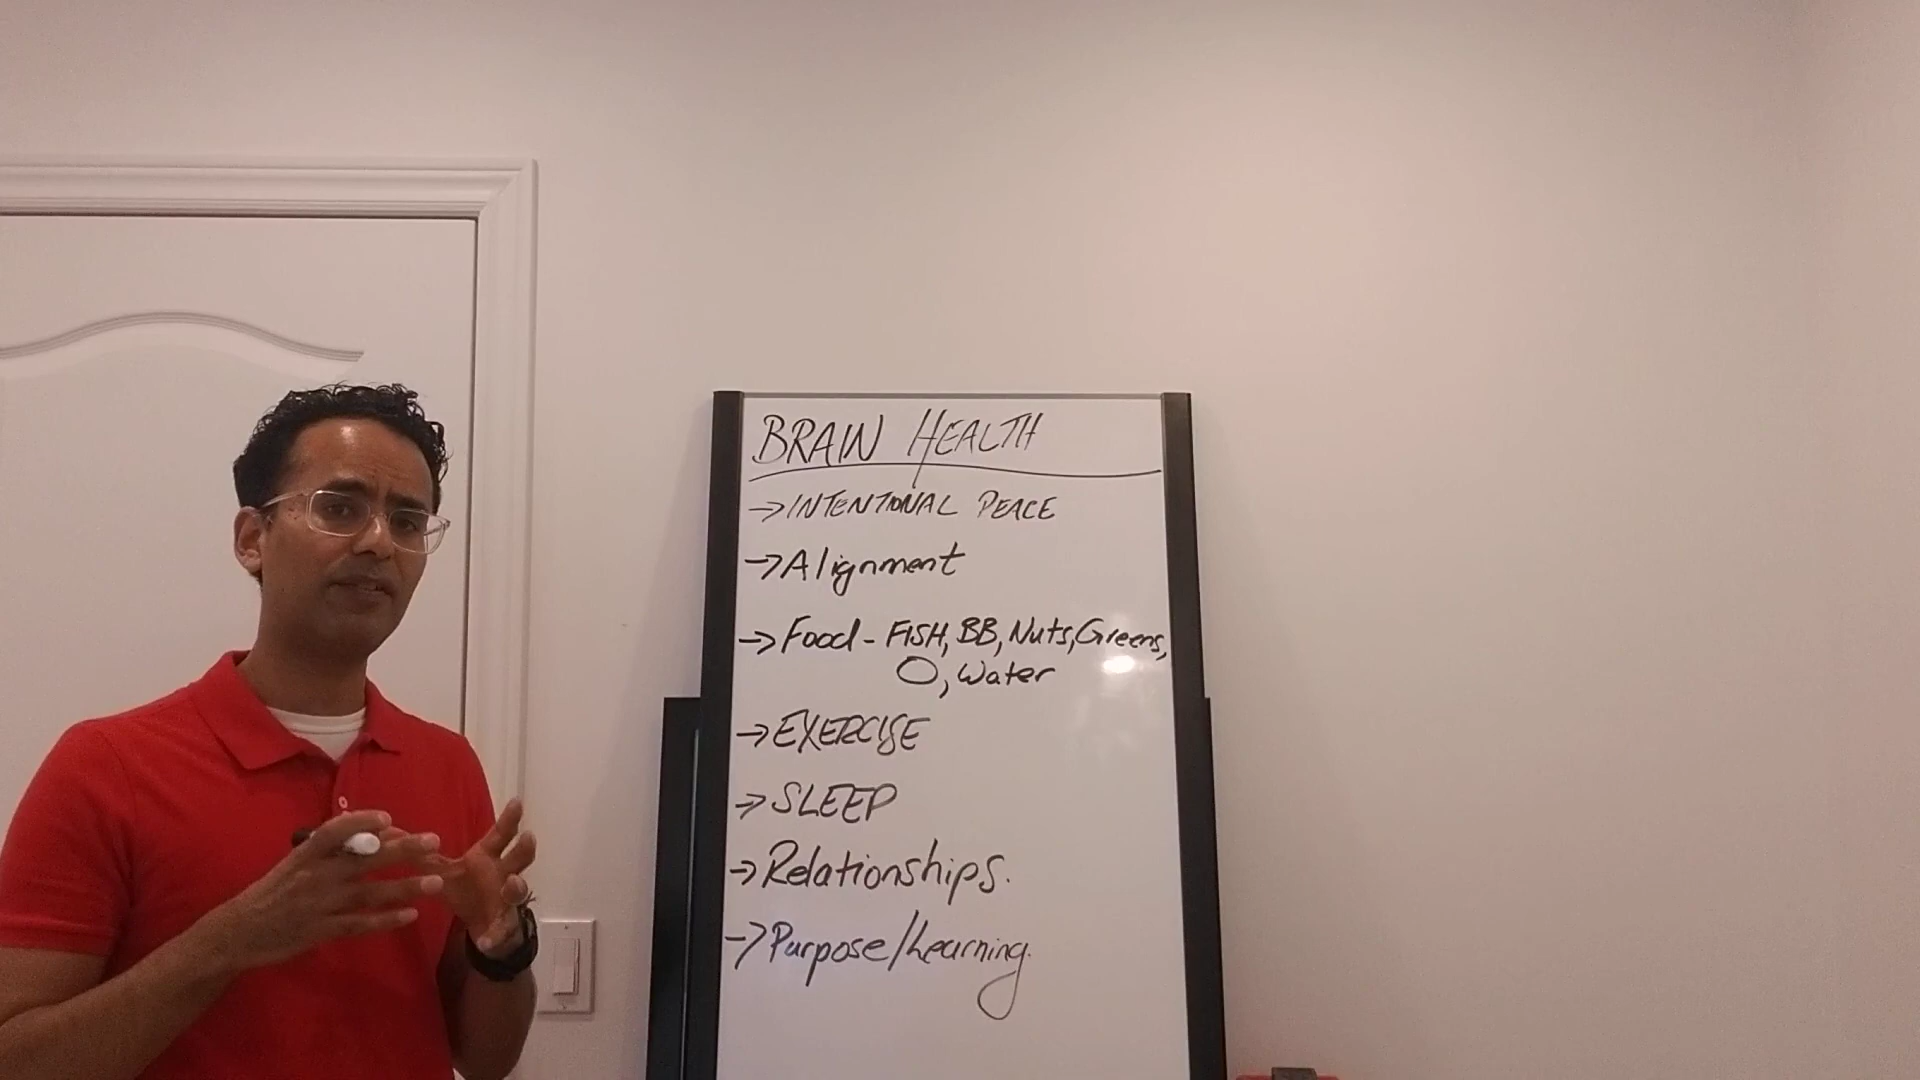 BRAIN HEALTH
→ INTENTIONAL PEACE
→ Alignment
→ Food - FISH, BB, Nuts, Greens,
O, Water
→ EXERCISE
→ SLEEP
→ Relationships.
→ Purpose/Learning.